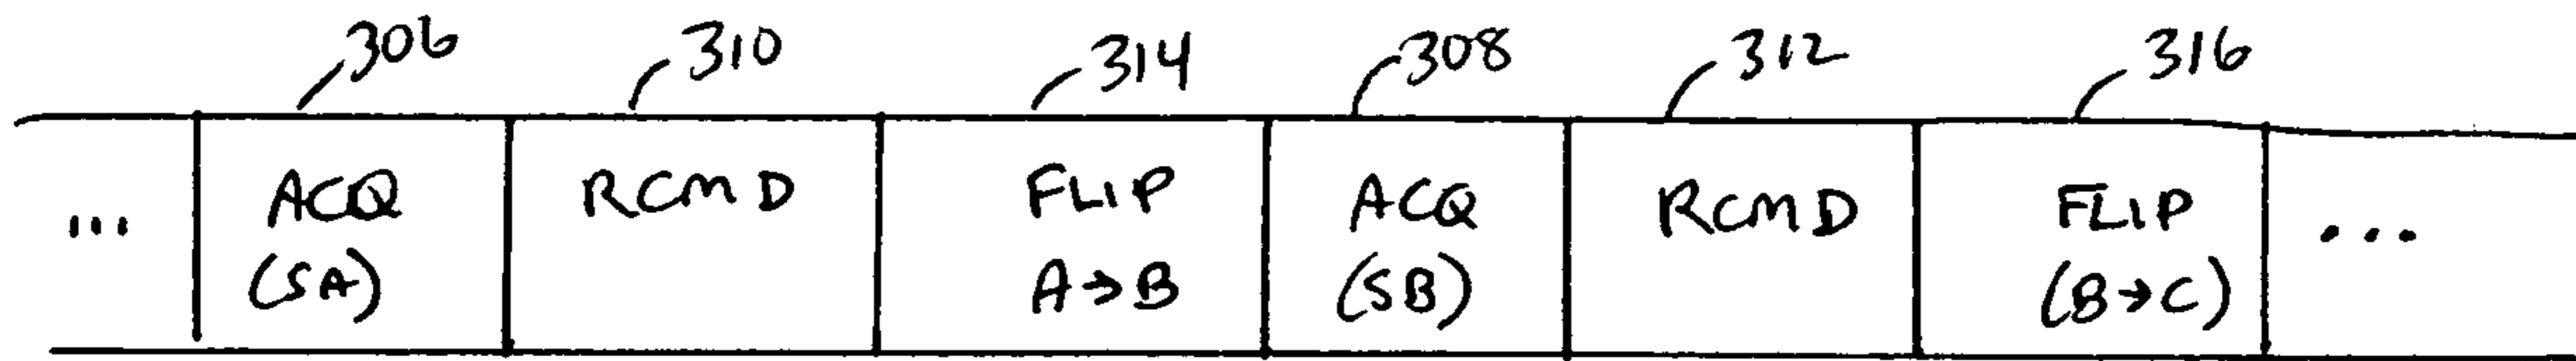 306 310 314 308 312 316
... ACQ RCMD FLIP ACQ RCMD FLIP ...
(SA) A→B (SB) (B→C)